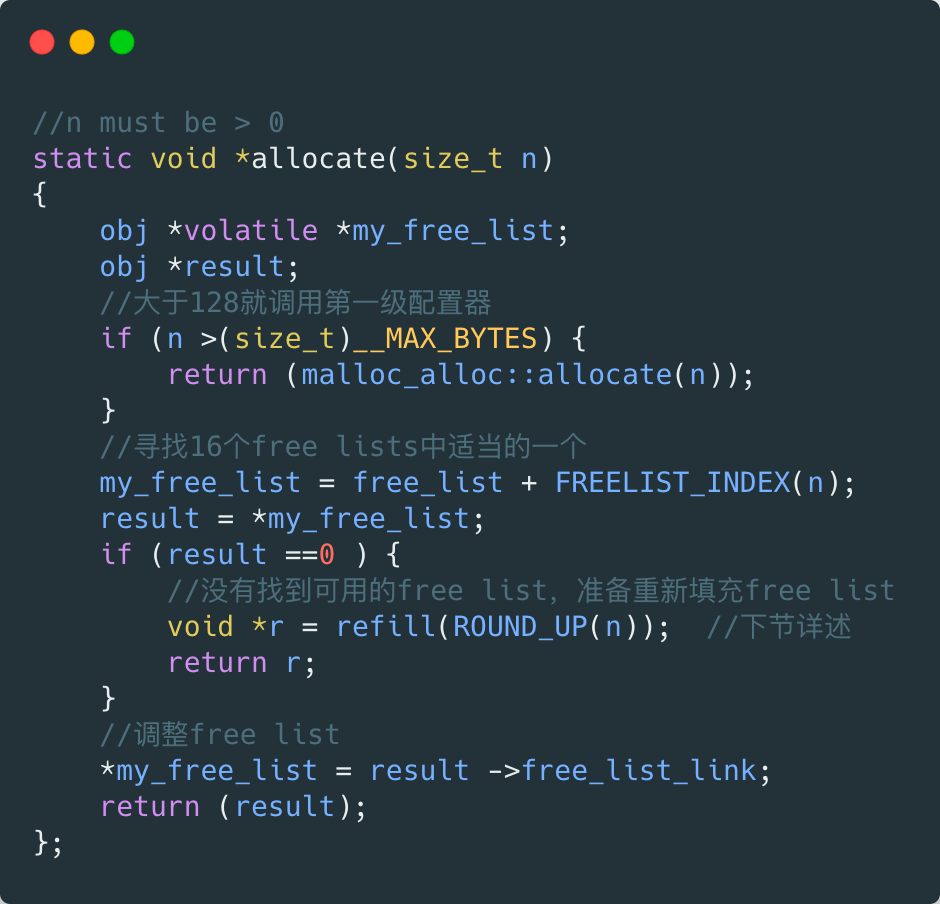 //n must be > 0
static void *allocate(size_t n)
{
    obj *volatile *my_free_list;
    obj *result;
    //大于128就调用第一级配置器
    if (n >(size_t)__MAX_BYTES) {
        return (malloc_alloc::allocate(n));
    }
    //寻找16个free lists中适当的一个
    my_free_list = free_list + FREELIST_INDEX(n);
    result = *my_free_list;
    if (result ==0 ) {
        //没有找到可用的free list，准备重新填充free list
        void *r = refill(ROUND_UP(n));  //下节详述
        return r;
    }
    //调整free list
    *my_free_list = result ->free_list_link;
    return (result);
};